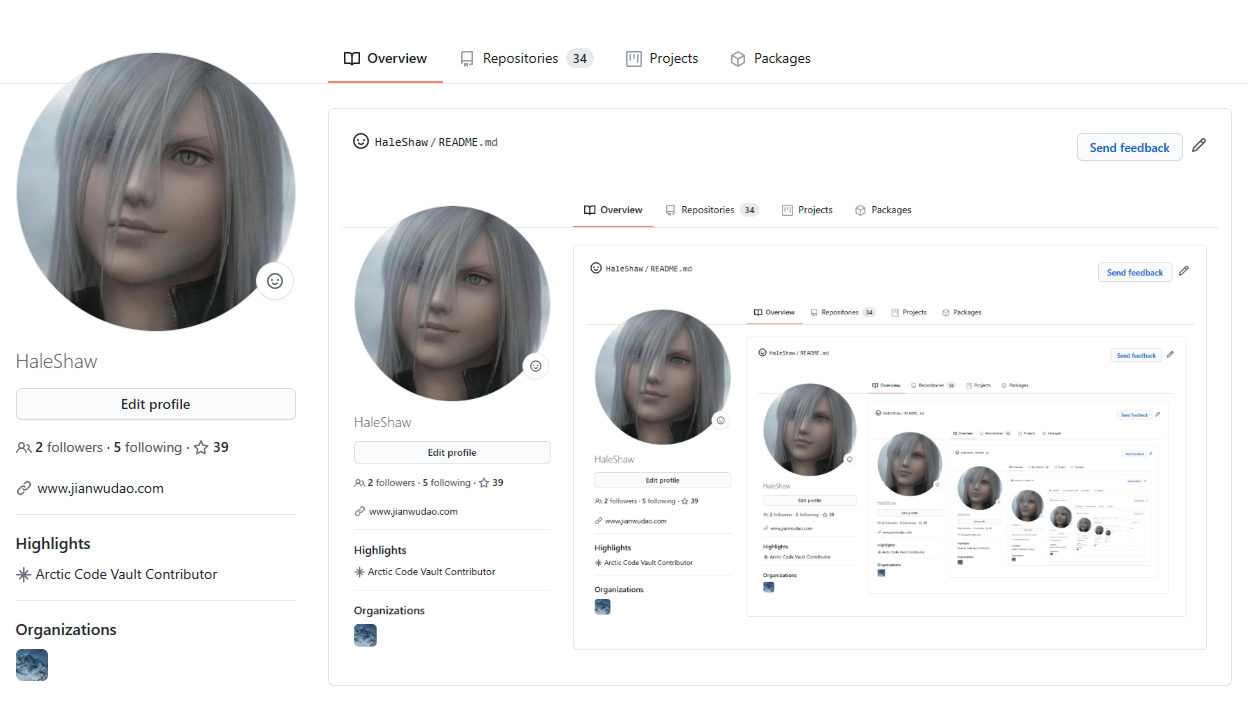 Overview Repositories 34 Projects Packages
HaleShaw
Edit profile
2 followers · 5 following · 39
www.jianwudao.com
Highlights
Arctic Code Vault Contributor
Organizations
HaleShaw / README.md
Send feedback
Overview Repositories 34 Projects Packages
HaleShaw
Edit profile
2 followers · 5 following · 39
www.jianwudao.com
Highlights
Arctic Code Vault Contributor
Organizations
HaleShaw / README.md
Send feedback
Overview Repositories 34 Projects Packages
HaleShaw
Edit profile
2 followers · 5 following · 39
www.jianwudao.com
Highlights
Arctic Code Vault Contributor
Organizations
HaleShaw / README.md
Send feedback
Overview Repositories 34 Projects Packages
HaleShaw
Edit profile
2 followers · 5 following · 39
www.jianwudao.com
Highlights
Arctic Code Vault Contributor
Organizations
HaleShaw / README.md
Send feedback